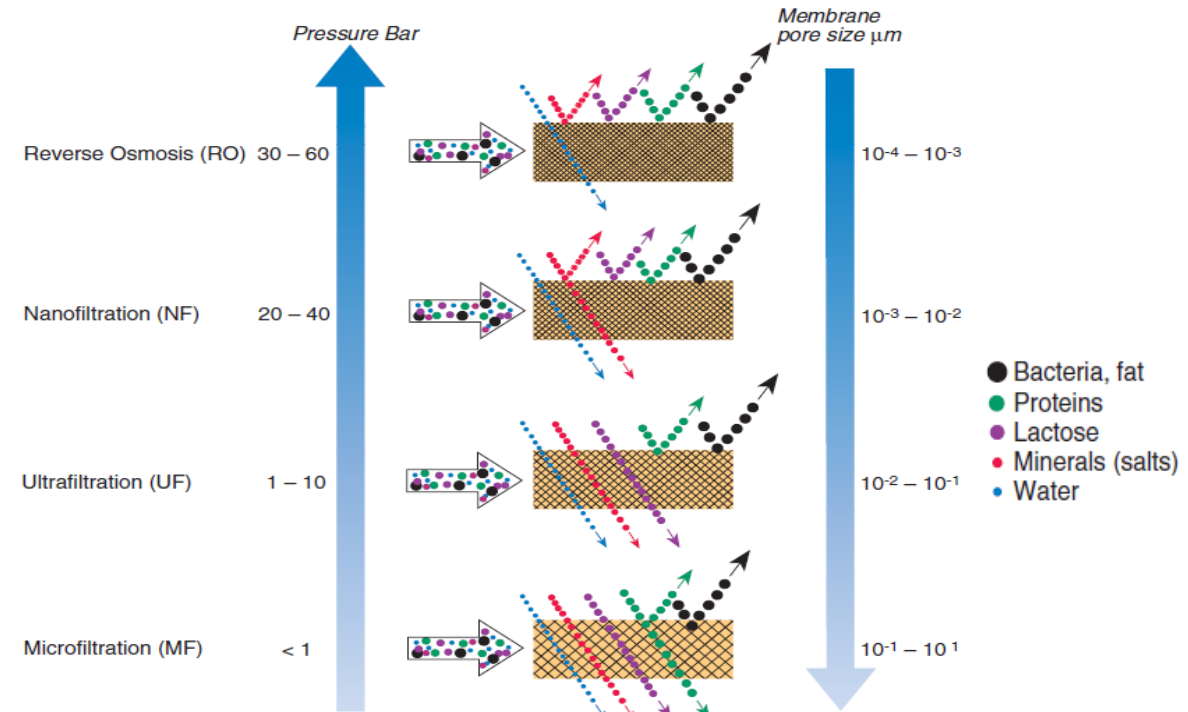 Pressure Bar
Membrane
pore size μm
Reverse Osmosis (RO) 30 – 60
10⁻⁴ – 10⁻³
Nanofiltration (NF) 20 – 40
10⁻³ – 10⁻²
Bacteria, fat
Proteins
Lactose
Minerals (salts)
Water
Ultrafiltration (UF) 1 – 10
10⁻² – 10⁻¹
Microfiltration (MF) < 1
10⁻¹ – 10¹